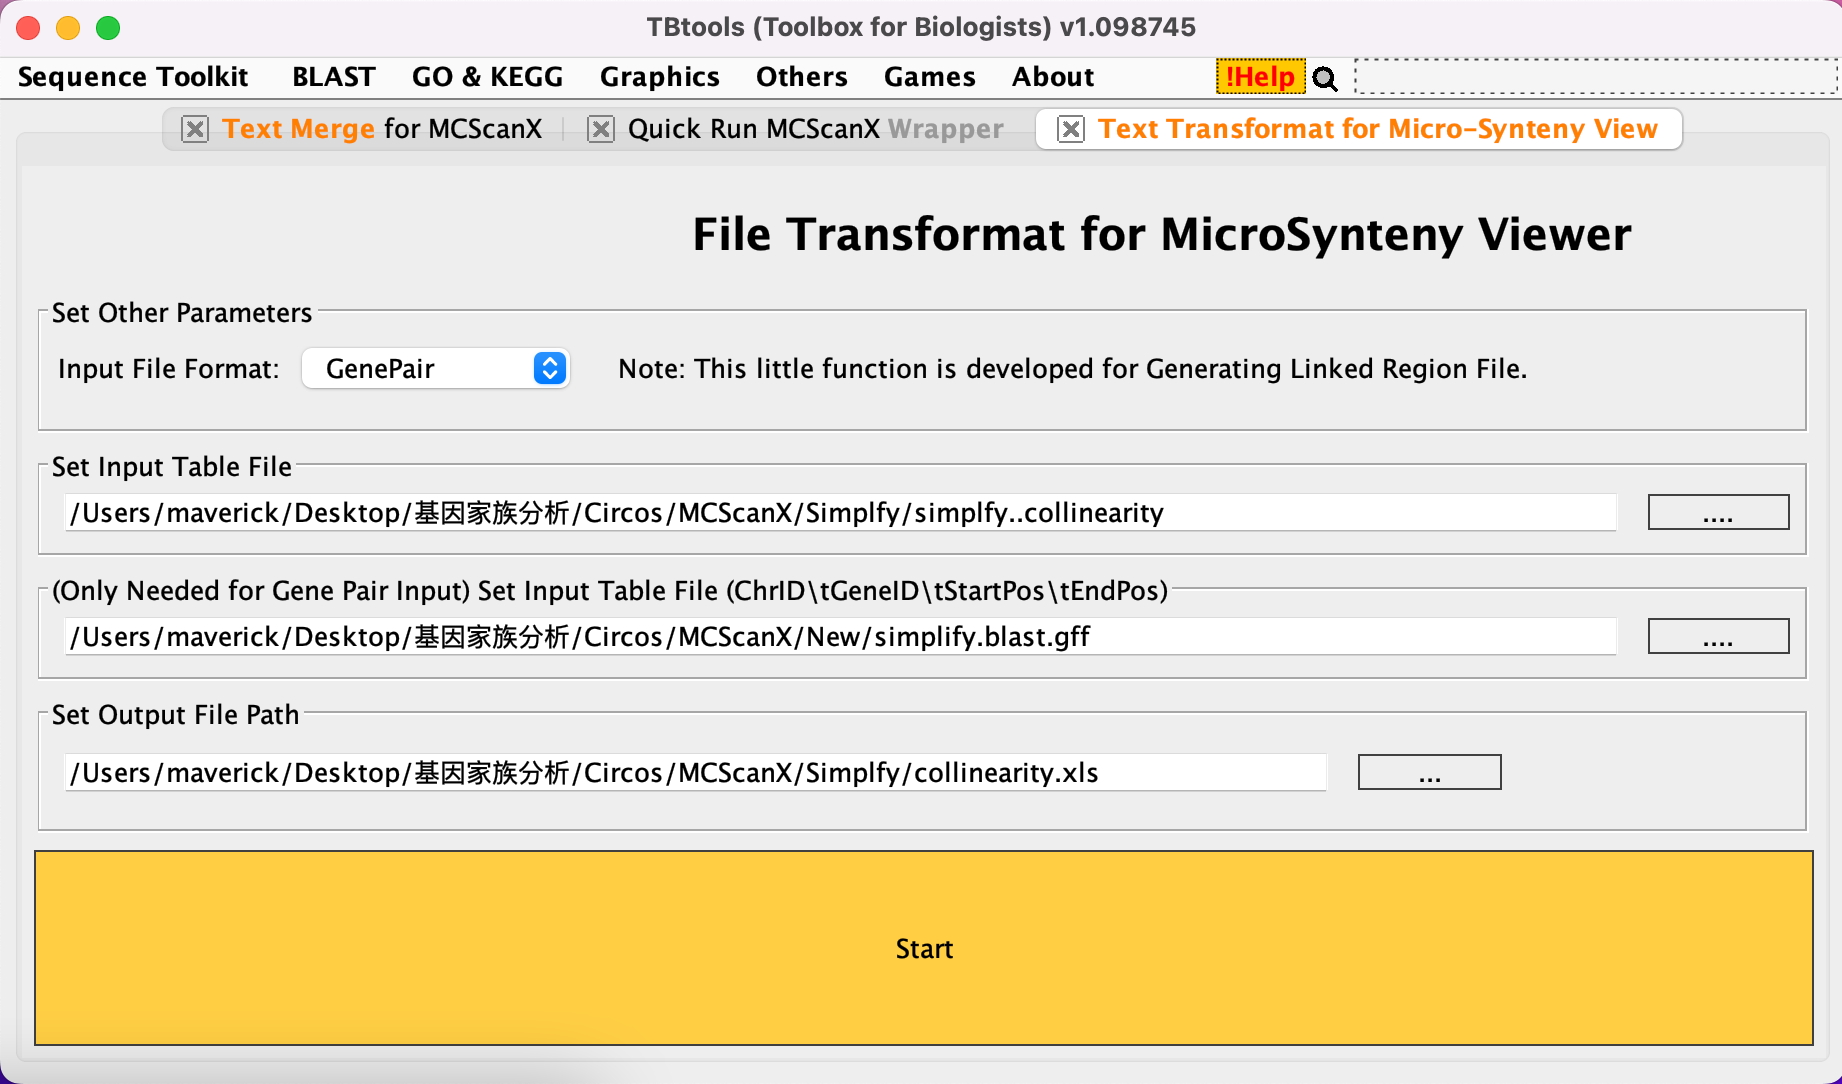 TBtools (Toolbox for Biologists) v1.098745
Sequence Toolkit BLAST GO & KEGG Graphics Others Games About !Help
Text Merge for MCScanX Quick Run MCScanX Wrapper Text Transformat for Micro-Synteny View
File Transformat for MicroSynteny Viewer
Set Other Parameters
Input File Format: GenePair Note: This little function is developed for Generating Linked Region File.
Set Input Table File
/Users/maverick/Desktop/基因家族分析/Circos/MCScanX/Simplfy/simplfy..collinearity ....
(Only Needed for Gene Pair Input) Set Input Table File (ChrID\tGeneID\tStartPos\tEndPos)
/Users/maverick/Desktop/基因家族分析/Circos/MCScanX/New/simplify.blast.gff ....
Set Output File Path
/Users/maverick/Desktop/基因家族分析/Circos/MCScanX/Simplfy/collinearity.xls ...
Start